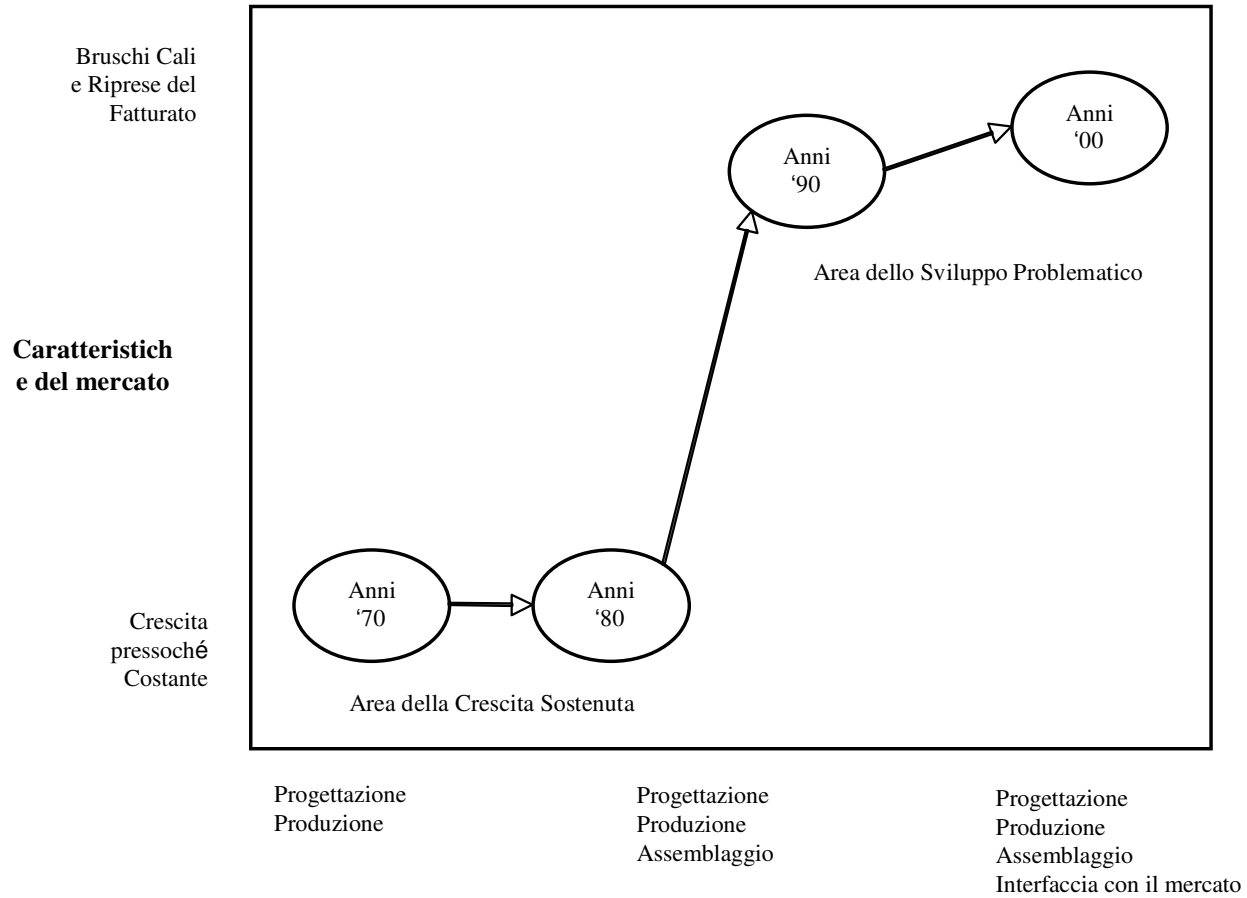 Bruschi Cali
e Riprese del
Fatturato
Anni
‘00
Anni
‘90
Area dello Sviluppo Problematico
Caratteristich
e del mercato
Anni
‘70
Anni
‘80
Crescita
pressoché
Costante
Area della Crescita Sostenuta
Progettazione
Produzione
Progettazione
Produzione
Assemblaggio
Progettazione
Produzione
Assemblaggio
Interfaccia con il mercato